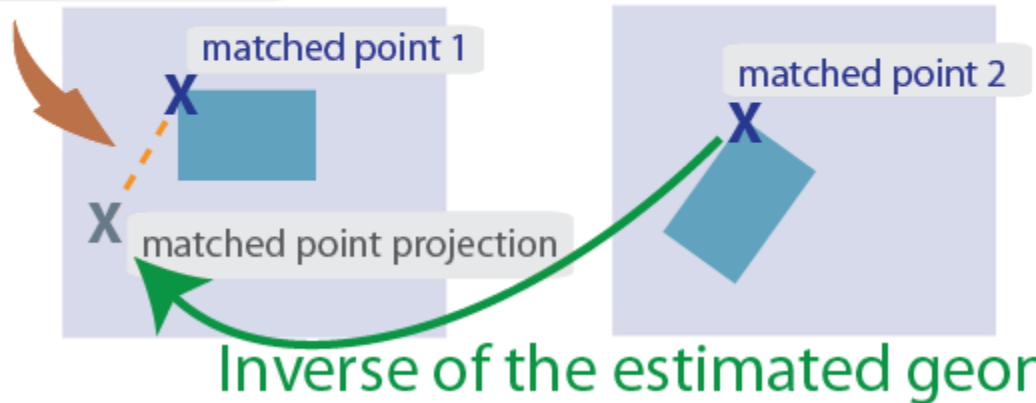 matched point 1
matched point 2
X
X
X
matched point projection
Inverse of the estimated geor